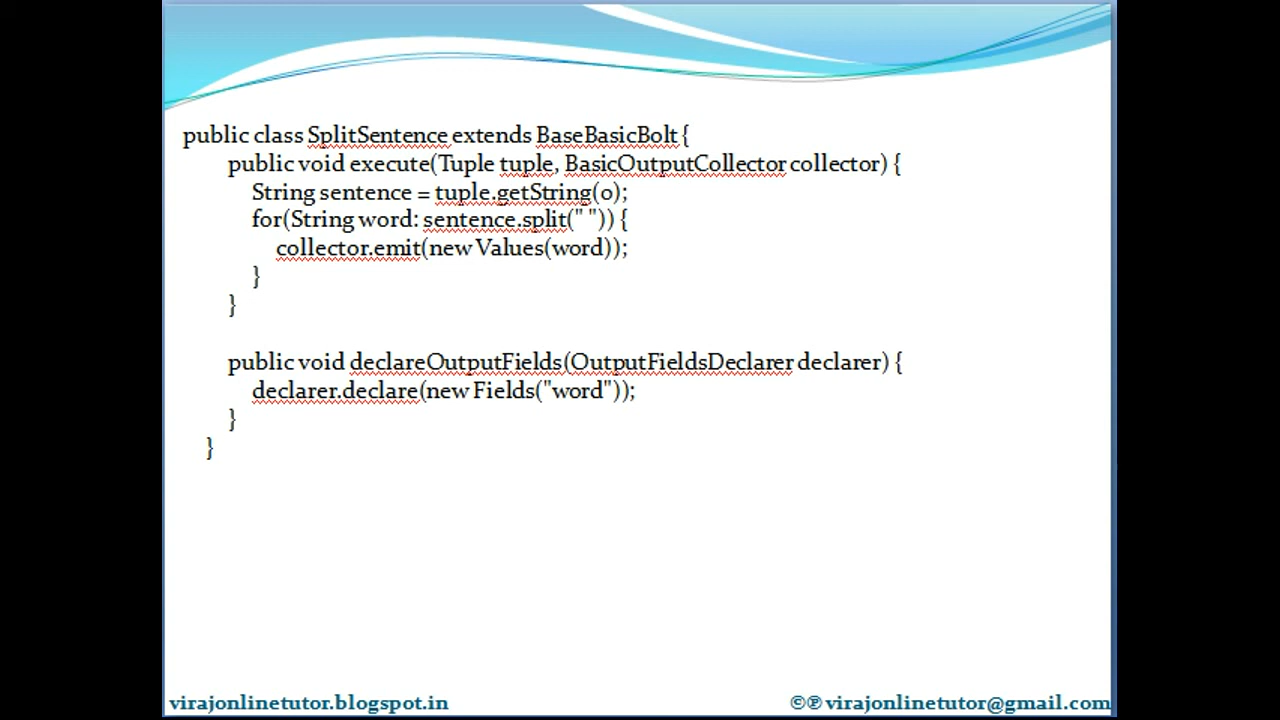 public class SplitSentence extends BaseBasicBolt {
public void execute(Tuple tuple, BasicOutputCollector collector) {
String sentence = tuple.getString(0);
for(String word: sentence.split(" ")) {
collector.emit(new Values(word));
}
}
public void declareOutputFields(OutputFieldsDeclarer declarer) {
declarer.declare(new Fields("word"));
}
}
virajonlinetutor.blogspot.in
©℗ virajonlinetutor@gmail.com